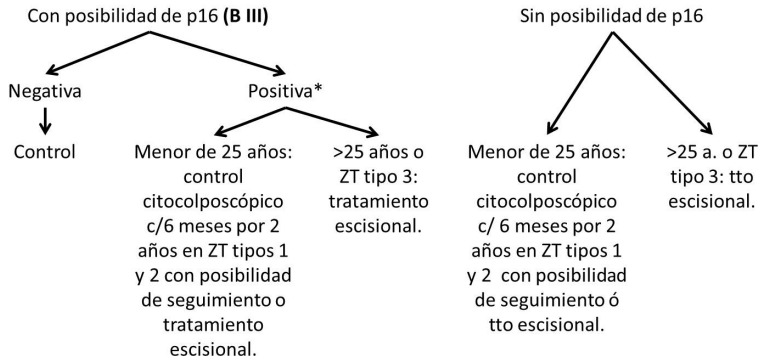 Con posibilidad de p16 (B III)
Sin posibilidad de p16
Negativa
Positiva*
Control
Menor de 25 años:
control
citocolposcópico
c/6 meses por 2
años en ZT tipos 1
y 2 con posibilidad
de seguimiento o
tratamiento
escisional.
>25 años o
ZT tipo 3:
tratamiento
escisional.
Menor de 25 años:
control
citocolposcópico
c/ 6 meses por 2
años en ZT tipos 1
y 2  con posibilidad
de seguimiento ó
tto escisional.
>25 a. o ZT
tipo 3: tto
escisional.